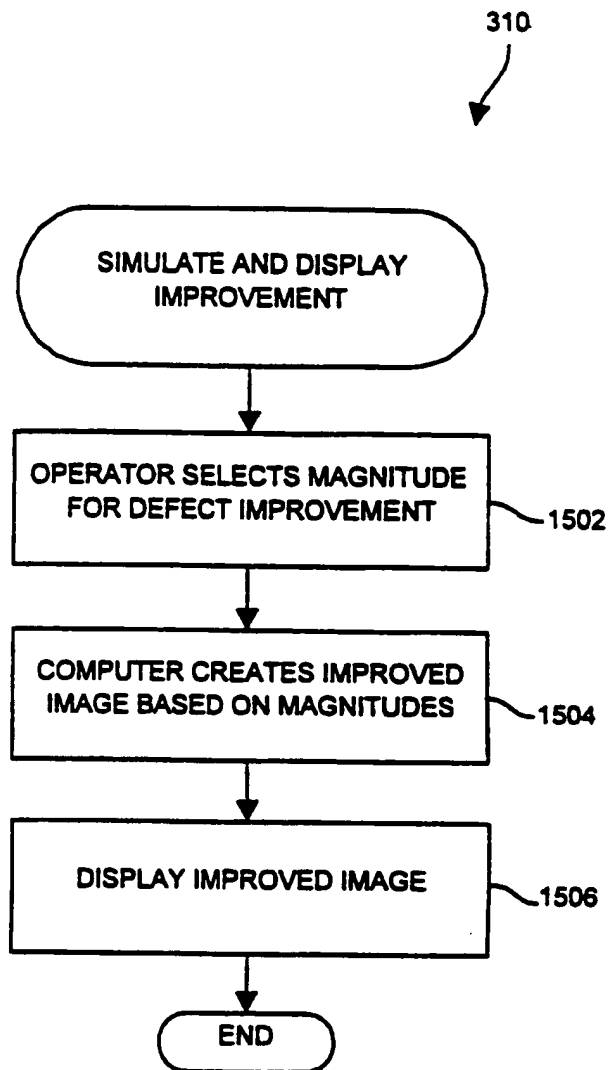 310
SIMULATE AND DISPLAY
IMPROVEMENT
OPERATOR SELECTS MAGNITUDE
FOR DEFECT IMPROVEMENT
1502
COMPUTER CREATES IMPROVED
IMAGE BASED ON MAGNITUDES
1504
DISPLAY IMPROVED IMAGE
1506
END